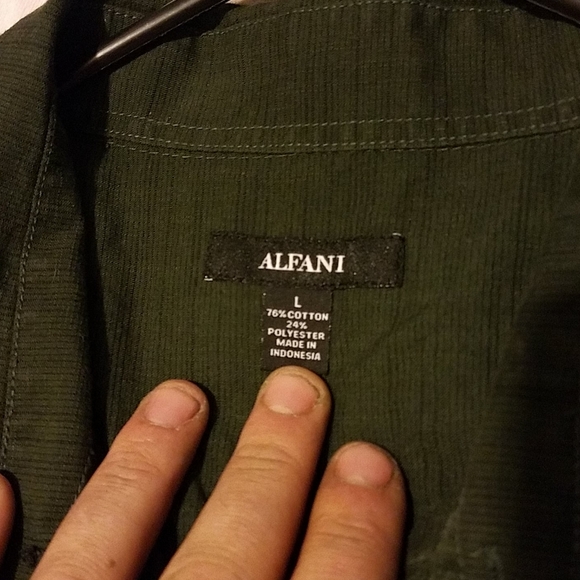 ALFANI
L
76% COTTON
24%
POLYESTER
MADE IN
INDONESIA